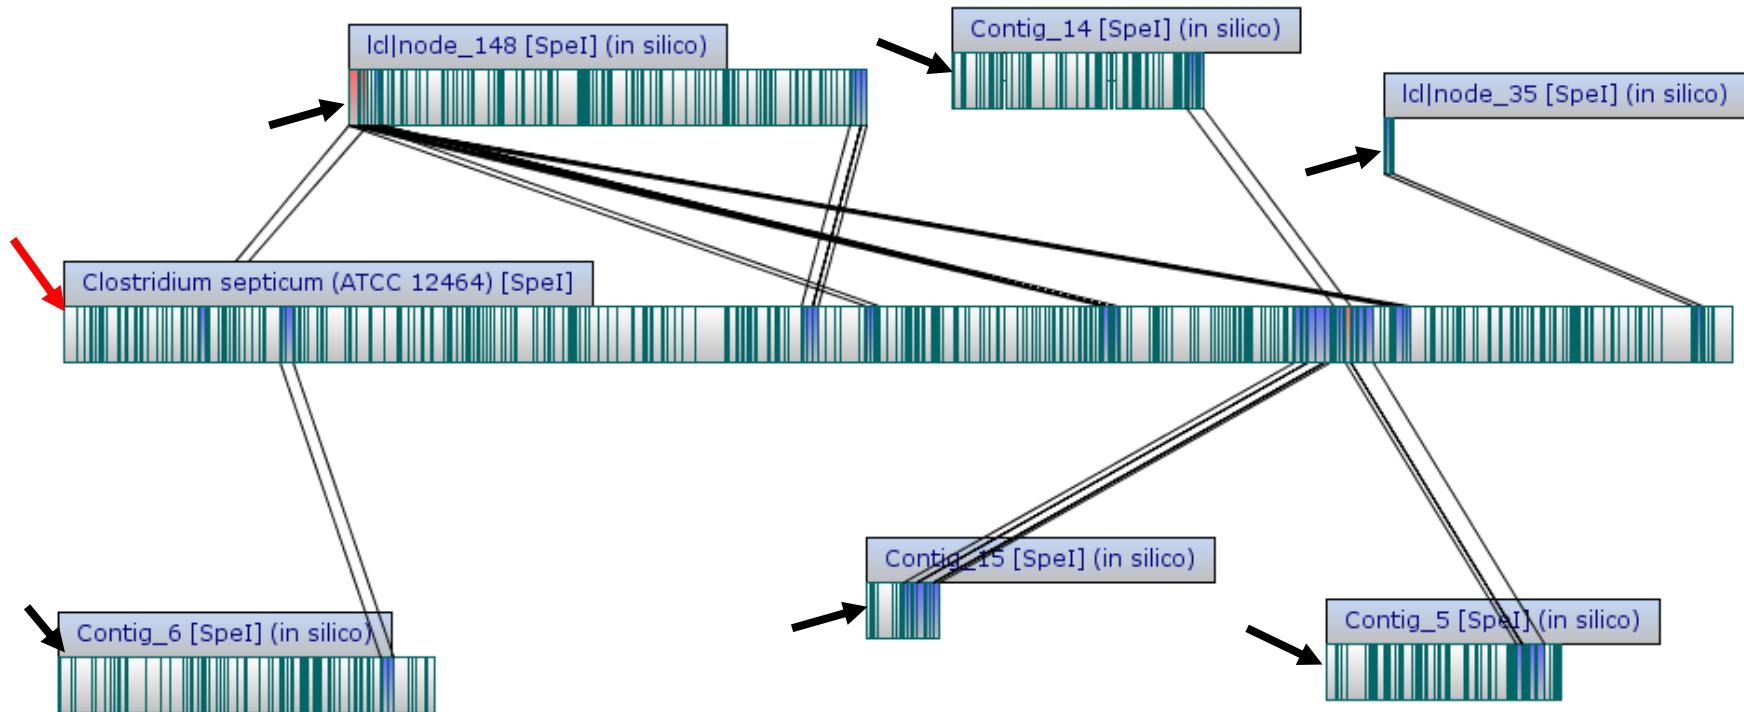 lcl|node_148 [SpeI] (in silico)
Contig_14 [SpeI] (in silico)
lcl|node_35 [SpeI] (in silico)
Clostridium septicum (ATCC 12464) [SpeI]
Contig_15 [SpeI] (in silico)
Contig_6 [SpeI] (in silico)
Contig_5 [SpeI] (in silico)